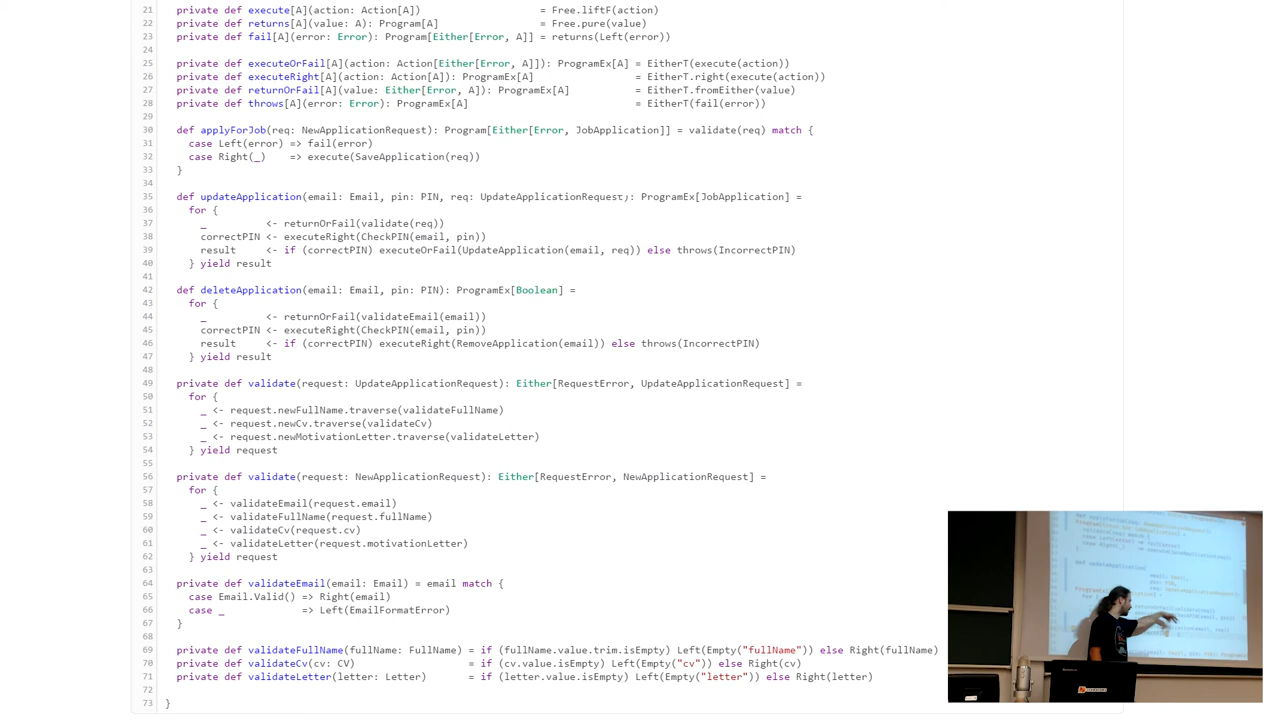 21 private def execute[A](action: Action[A]) = Free.liftF(action)
22 private def returns[A](value: A): Program[A] = Free.pure(value)
23 private def fail[A](error: Error): Program[Either[Error, A]] = returns(Left(error))
24
25 private def executeOrFail[A](action: Action[Either[Error, A]]): ProgramEx[A] = EitherT(execute(action))
26 private def executeRight[A](action: Action[A]): ProgramEx[A] = EitherT.right(execute(action))
27 private def returnOrFail[A](value: Either[Error, A]): ProgramEx[A] = EitherT.fromEither(value)
28 private def throws[A](error: Error): ProgramEx[A] = EitherT(fail(error))
29
30 def applyForJob(req: NewApplicationRequest): Program[Either[Error, JobApplication]] = validate(req) match {
31 case Left(error) => fail(error)
32 case Right(_) => execute(SaveApplication(req))
33 }
34
35 def updateApplication(email: Email, pin: PIN, req: UpdateApplicationRequest): ProgramEx[JobApplication] =
36 for {
37 _ <- returnOrFail(validate(req))
38 correctPIN <- executeRight(CheckPIN(email, pin))
39 result <- if (correctPIN) executeOrFail(UpdateApplication(email, req)) else throws(IncorrectPIN)
40 } yield result
41
42 def deleteApplication(email: Email, pin: PIN): ProgramEx[Boolean] =
43 for {
44 _ <- returnOrFail(validateEmail(email))
45 correctPIN <- executeRight(CheckPIN(email, pin))
46 result <- if (correctPIN) executeRight(RemoveApplication(email)) else throws(IncorrectPIN)
47 } yield result
48
49 private def validate(request: UpdateApplicationRequest): Either[RequestError, UpdateApplicationRequest] =
50 for {
51 _ <- request.newFullName.traverse(validateFullName)
52 _ <- request.newCv.traverse(validateCv)
53 _ <- request.newMotivationLetter.traverse(validateLetter)
54 } yield request
55
56 private def validate(request: NewApplicationRequest): Either[RequestError, NewApplicationRequest] =
57 for {
58 _ <- validateEmail(request.email)
59 _ <- validateFullName(request.fullName)
60 _ <- validateCv(request.cv)
61 _ <- validateLetter(request.motivationLetter)
62 } yield request
63
64 private def validateEmail(email: Email) = email match {
65 case Email.Valid() => Right(email)
66 case _ => Left(EmailFormatError)
67 }
68
69 private def validateFullName(fullName: FullName) = if (fullName.value.trim.isEmpty) Left(Empty("fullName")) else Right(fullName)
70 private def validateCv(cv: CV) = if (cv.value.isEmpty) Left(Empty("cv")) else Right(cv)
71 private def validateLetter(letter: Letter) = if (letter.value.isEmpty) Left(Empty("letter")) else Right(letter)
72
73 }